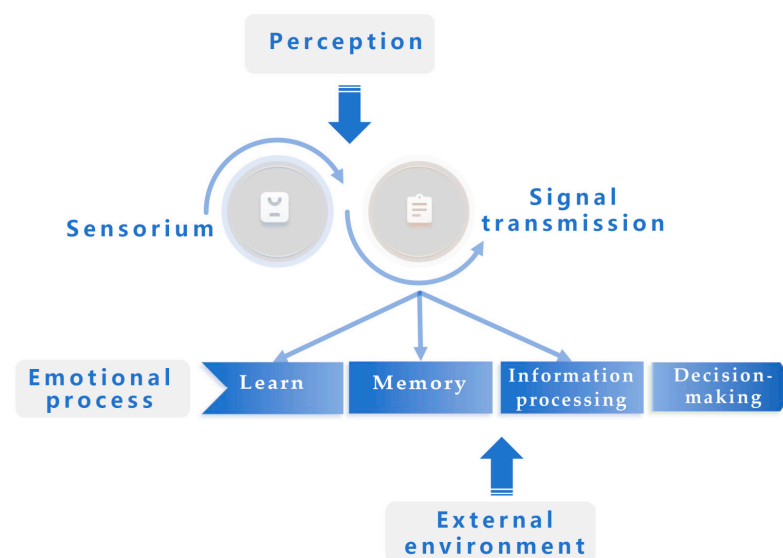 Perception
Sensorium
Signal
transmission
Emotional
process
Learn
Memory
Information
processing
Decision-
making
External
environment